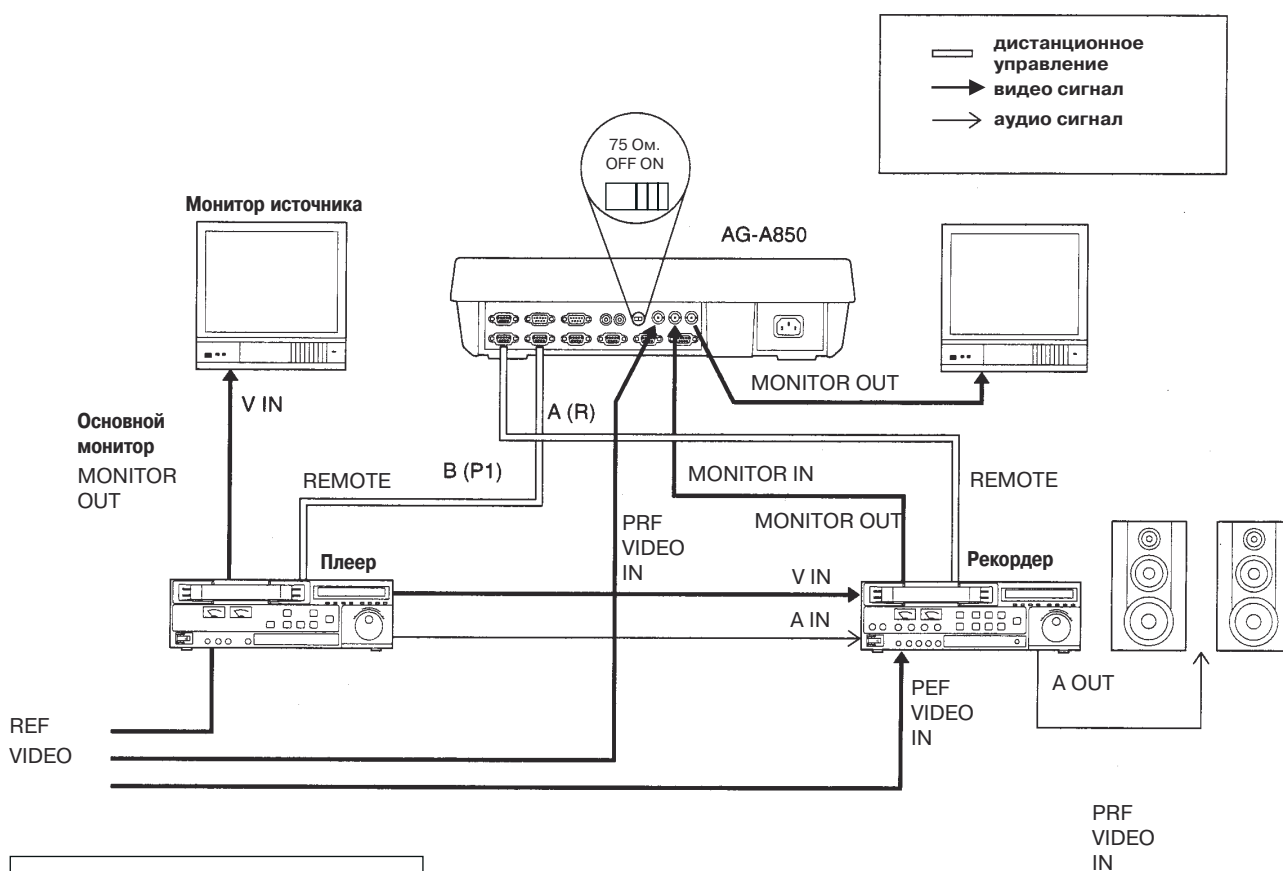 дистанционное
управление
видео сигнал
аудио сигнал
75 Ом.
OFF ON
Монитор источника
AG-A850
MONITOR OUT
V IN
A (R)
Основной
монитор
MONITOR
OUT
REMOTE
B (P1)
MONITOR IN
REMOTE
PRF
VIDEO
IN
MONITOR OUT
Плеер
Рекордер
V IN
A IN
PEF
VIDEO
IN
A OUT
REF
VIDEO
PRF
VIDEO
IN